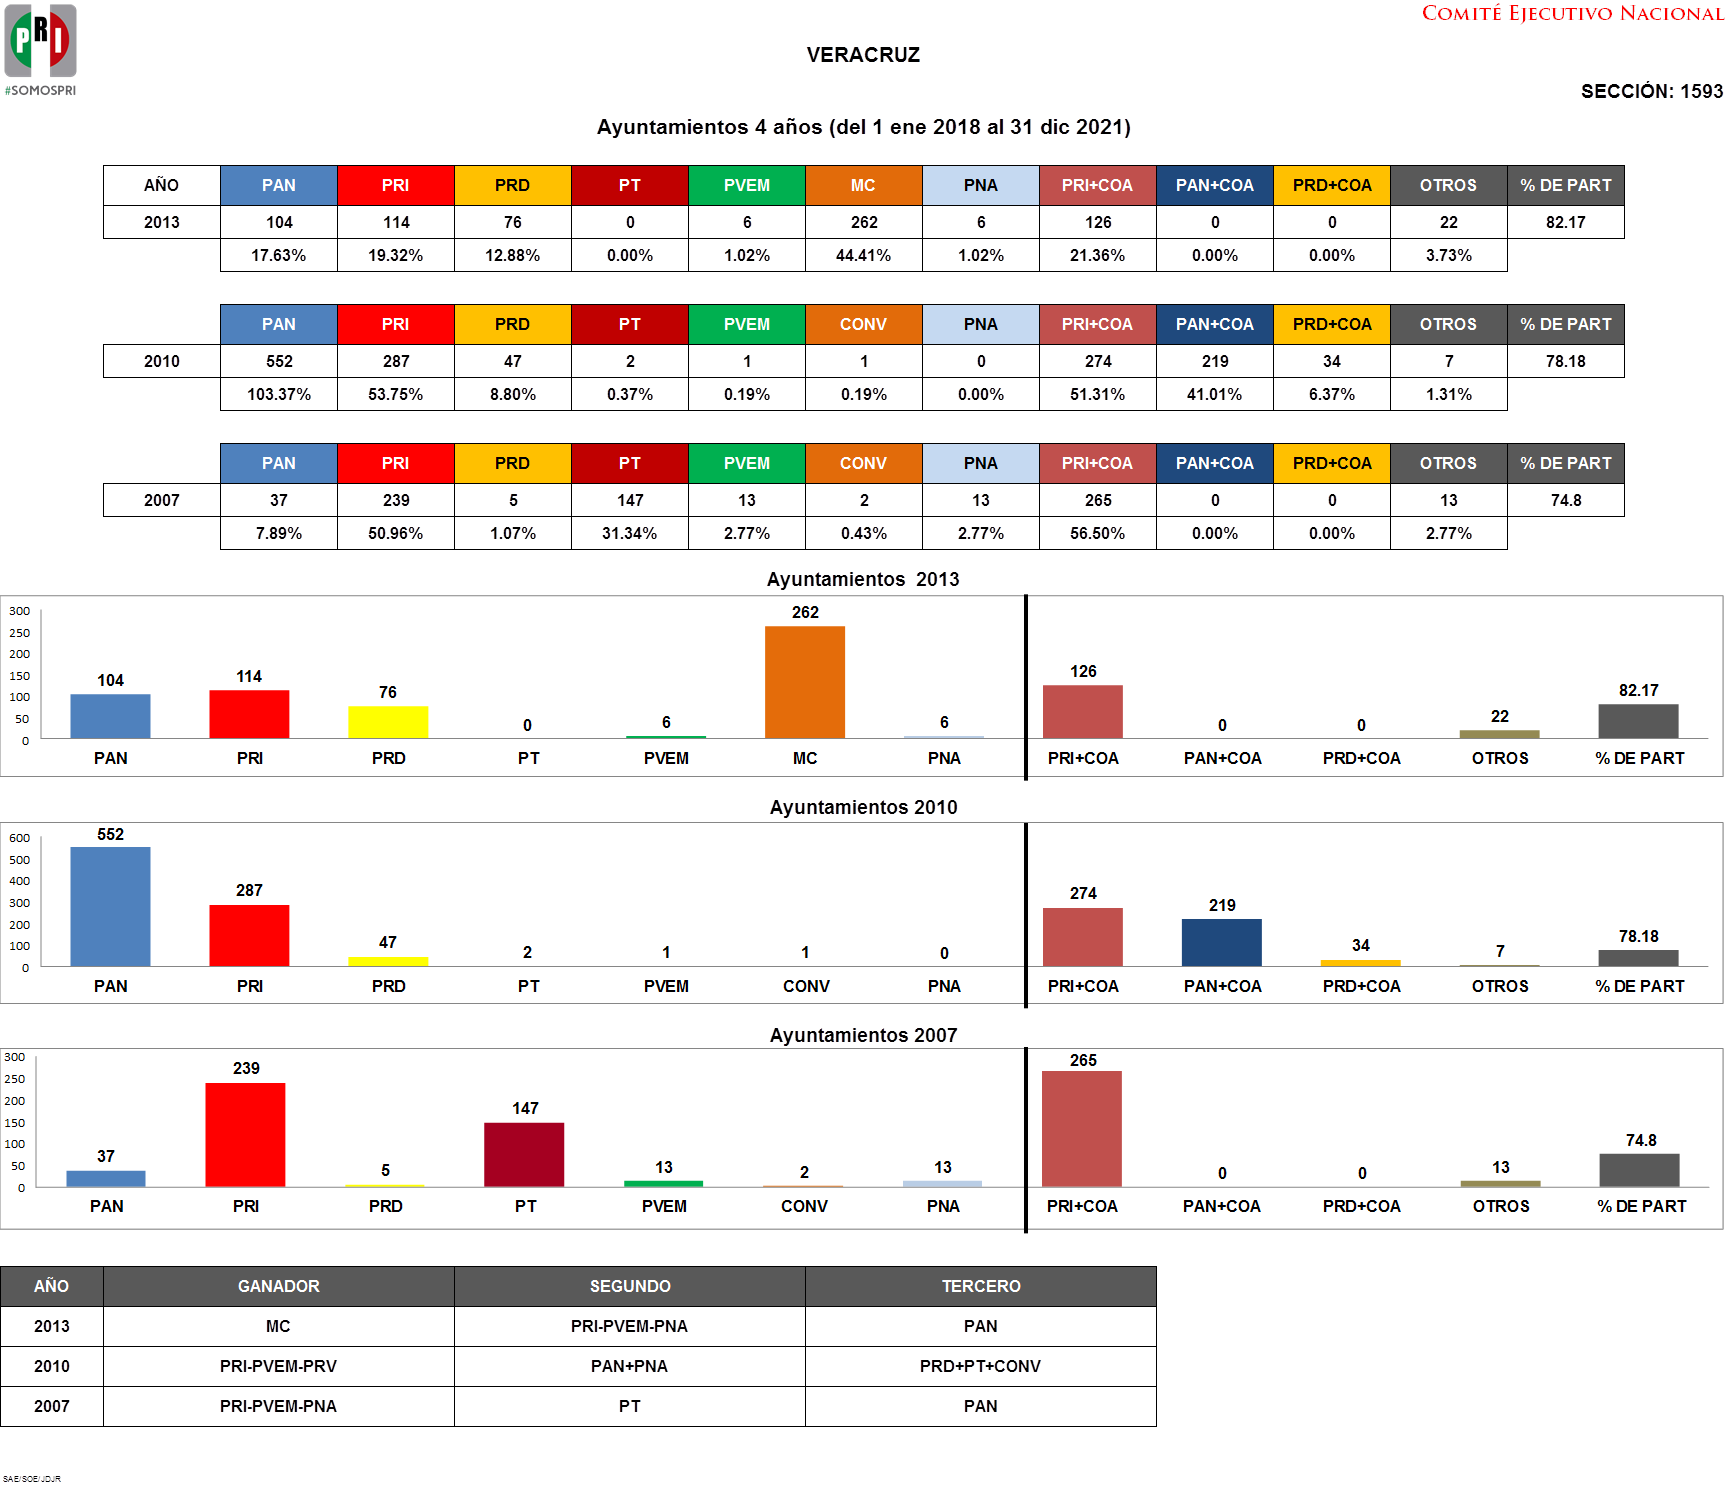 PRI
#SOMOSPRI
COMITÉ EJECUTIVO NACIONAL
VERACRUZ
SECCIÓN: 1593
Ayuntamientos 4 años (del 1 ene 2018 al 31 dic 2021)
AÑO PAN PRI PRD PT PVEM MC PNA PRI+COA PAN+COA PRD+COA OTROS % DE PART
2013 104 114 76 0 6 262 6 126 0 0 22 82.17
17.63% 19.32% 12.88% 0.00% 1.02% 44.41% 1.02% 21.36% 0.00% 0.00% 3.73%
PAN PRI PRD PT PVEM CONV PNA PRI+COA PAN+COA PRD+COA OTROS % DE PART
2010 552 287 47 2 1 1 0 274 219 34 7 78.18
103.37% 53.75% 8.80% 0.37% 0.19% 0.19% 0.00% 51.31% 41.01% 6.37% 1.31%
PAN PRI PRD PT PVEM CONV PNA PRI+COA PAN+COA PRD+COA OTROS % DE PART
2007 37 239 5 147 13 2 13 265 0 0 13 74.8
7.89% 50.96% 1.07% 31.34% 2.77% 0.43% 2.77% 56.50% 0.00% 0.00% 2.77%
Ayuntamientos 2013
300
250
200
150
100
50
0
104 114 76 0 6 262 6 126 0 0 22 82.17
PAN PRI PRD PT PVEM MC PNA PRI+COA PAN+COA PRD+COA OTROS % DE PART
Ayuntamientos 2010
600
500
400
300
200
100
0
552 287 47 2 1 1 0 274 219 34 7 78.18
PAN PRI PRD PT PVEM CONV PNA PRI+COA PAN+COA PRD+COA OTROS % DE PART
Ayuntamientos 2007
300
250
200
150
100
50
0
37 239 5 147 13 2 13 265 0 0 13 74.8
PAN PRI PRD PT PVEM CONV PNA PRI+COA PAN+COA PRD+COA OTROS % DE PART
AÑO GANADOR SEGUNDO TERCERO
2013 MC PRI-PVEM-PNA PAN
2010 PRI-PVEM-PRV PAN+PNA PRD+PT+CONV
2007 PRI-PVEM-PNA PT PAN
SAE/SOE/JDJR